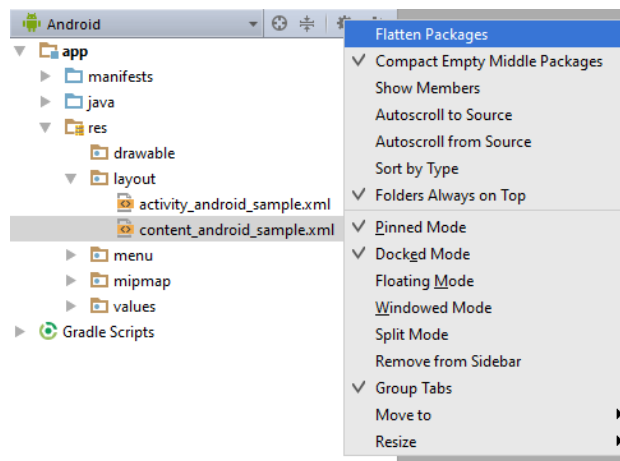 Android
app
manifests
java
res
drawable
layout
activity_android_sample.xml
content_android_sample.xml
menu
mipmap
values
Gradle Scripts
Flatten Packages
Compact Empty Middle Packages
Show Members
Autoscroll to Source
Autoscroll from Source
Sort by Type
Folders Always on Top
Pinned Mode
Docked Mode
Floating Mode
Windowed Mode
Split Mode
Remove from Sidebar
Group Tabs
Move to
Resize